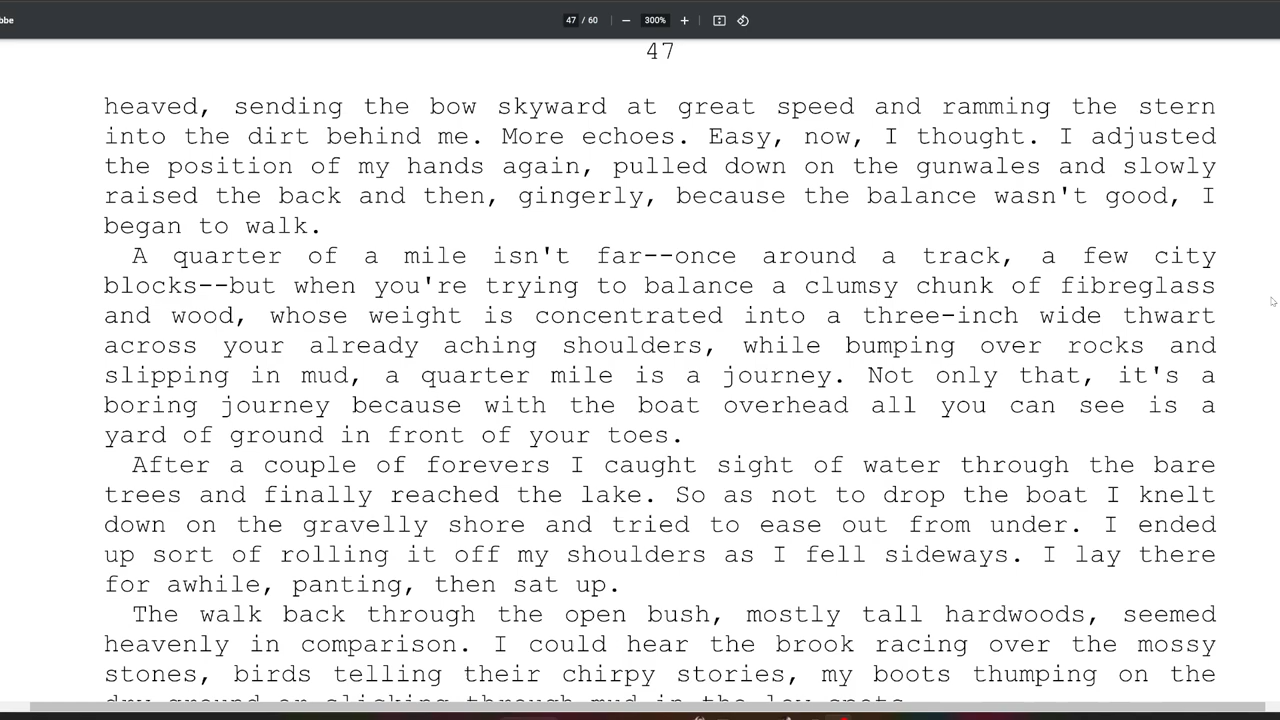 bbe
47 / 60
300%
47
heaved, sending the bow skyward at great speed and ramming the stern
into the dirt behind me. More echoes. Easy, now, I thought. I adjusted
the position of my hands again, pulled down on the gunwales and slowly
raised the back and then, gingerly, because the balance wasn't good, I
began to walk.
A quarter of a mile isn't far--once around a track, a few city
blocks--but when you're trying to balance a clumsy chunk of fibreglass
and wood, whose weight is concentrated into a three-inch wide thwart
across your already aching shoulders, while bumping over rocks and
slipping in mud, a quarter mile is a journey. Not only that, it's a
boring journey because with the boat overhead all you can see is a
yard of ground in front of your toes.
After a couple of forevers I caught sight of water through the bare
trees and finally reached the lake. So as not to drop the boat I knelt
down on the gravelly shore and tried to ease out from under. I ended
up sort of rolling it off my shoulders as I fell sideways. I lay there
for awhile, panting, then sat up.
The walk back through the open bush, mostly tall hardwoods, seemed
heavenly in comparison. I could hear the brook racing over the mossy
stones, birds telling their chirpy stories, my boots thumping on the
dry ground or slicking through mud in the low spots.